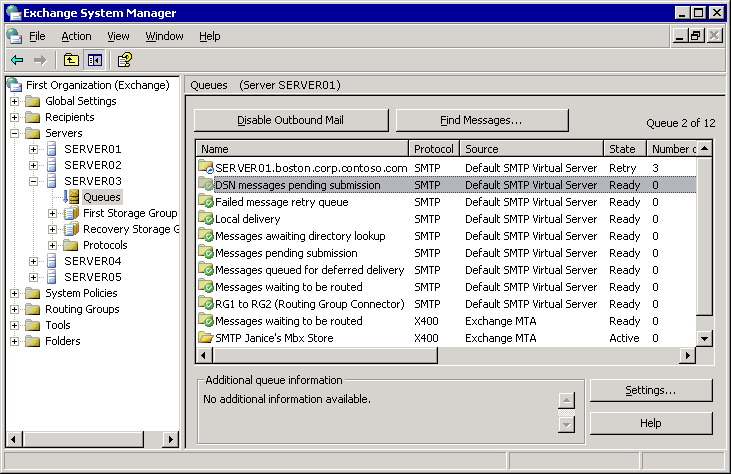 Exchange System Manager
File Action View Window Help
First Organization (Exchange)
Global Settings
Recipients
Servers
SERVER01
SERVER02
SERVER03
Queues
First Storage Group
Recovery Storage G
Protocols
SERVER04
SERVER05
System Policies
Routing Groups
Tools
Folders
Queues (Server SERVER01)
Disable Outbound Mail Find Messages... Queue 2 of 12
Name Protocol Source State Number o
SERVER01.boston.corp.contoso.com SMTP Default SMTP Virtual Server Retry 3
DSN messages pending submission SMTP Default SMTP Virtual Server Ready 0
Failed message retry queue SMTP Default SMTP Virtual Server Ready 0
Local delivery SMTP Default SMTP Virtual Server Ready 0
Messages awaiting directory lookup SMTP Default SMTP Virtual Server Ready 0
Messages pending submission SMTP Default SMTP Virtual Server Ready 0
Messages queued for deferred delivery SMTP Default SMTP Virtual Server Ready 0
Messages waiting to be routed SMTP Default SMTP Virtual Server Ready 0
RG1 to RG2 (Routing Group Connector) SMTP Default SMTP Virtual Server Ready 0
Messages waiting to be routed X400 Exchange MTA Ready 0
SMTP Janice's Mbx Store X400 Exchange MTA Active 0
Additional queue information
No additional information available.
Settings...
Help